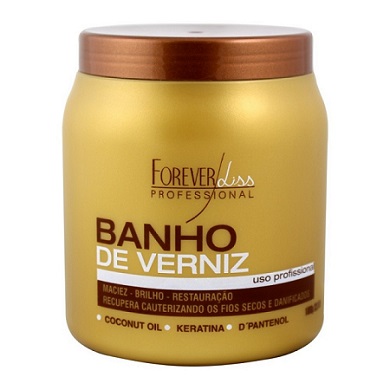 FOREVER Liss
PROFESSIONAL
BANHO
DE VERNIZ
uso profissional
MACIEZ - BRILHO - RESTAURAÇÃO
RECUPERA CAUTERIZANDO OS FIOS SECOS E DANIFICADOS
• COCONUT OIL • KERATINA • D'PANTENOL